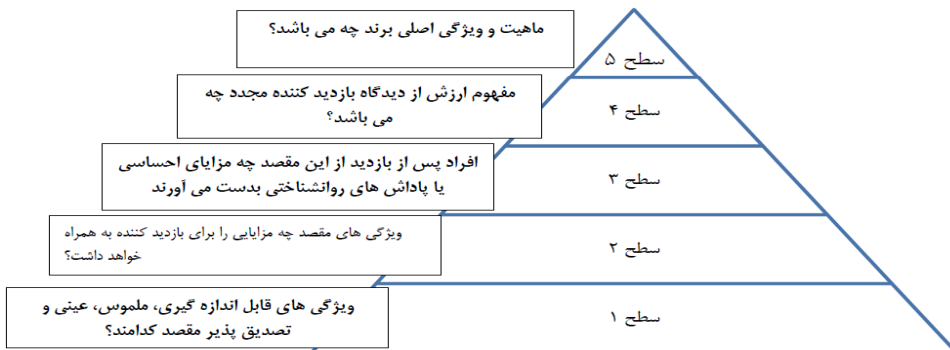 ماهیت و ویژگی اصلی برند چه می باشد؟
سطح ۵
مفهوم ارزش از دیدگاه بازدید کننده مجدد چه
می باشد؟
سطح ۴
افراد پس از بازدید از این مقصد چه مزایای احساسی
یا پاداش های روانشناختی بدست می آورند
سطح ۳
ویژگی های مقصد چه مزایایی را برای بازدید کننده به همراه
خواهد داشت؟
سطح ۲
ویژگی های قابل اندازه گیری، ملموس، عینی و
تصدیق پذیر مقصد کدامند؟
سطح ۱